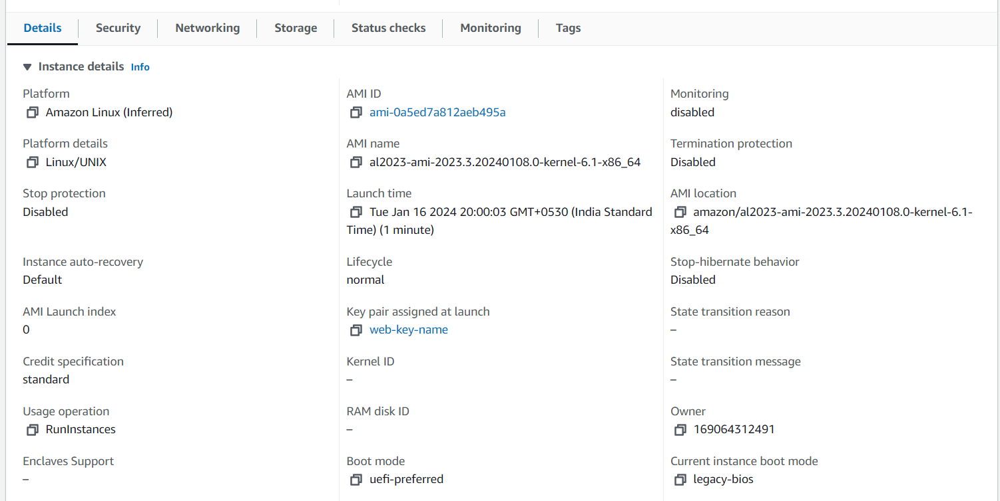 Details
Security
Networking
Storage
Status checks
Monitoring
Tags
Instance details Info
Platform
Amazon Linux (Inferred)
AMI ID
ami-0a5ed7a812aeb495a
Monitoring
disabled
Platform details
Linux/UNIX
AMI name
al2023-ami-2023.3.20240108.0-kernel-6.1-x86_64
Termination protection
Disabled
Stop protection
Disabled
Launch time
Tue Jan 16 2024 20:00:03 GMT+0530 (India Standard
Time) (1 minute)
AMI location
amazon/al2023-ami-2023.3.20240108.0-kernel-6.1-
x86_64
Instance auto-recovery
Default
Lifecycle
normal
Stop-hibernate behavior
Disabled
AMI Launch index
0
Key pair assigned at launch
web-key-name
State transition reason
–
Credit specification
standard
Kernel ID
–
State transition message
–
Usage operation
RunInstances
RAM disk ID
–
Owner
169064312491
Enclaves Support
–
Boot mode
uefi-preferred
Current instance boot mode
legacy-bios